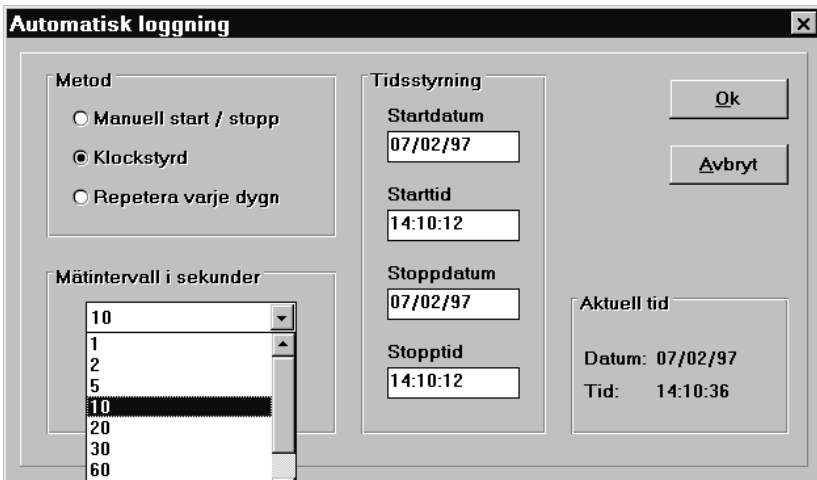 Automatisk loggning
Metod
Manuell start / stopp
Klockstyrd
Repetera varje dygn
Mätintervall i sekunder
10
1
2
5
10
20
30
60
Tidsstyrning
Startdatum
07/02/97
Starttid
14:10:12
Stoppdatum
07/02/97
Stopptid
14:10:12
Ok
Avbryt
Aktuell tid
Datum: 07/02/97
Tid: 14:10:36